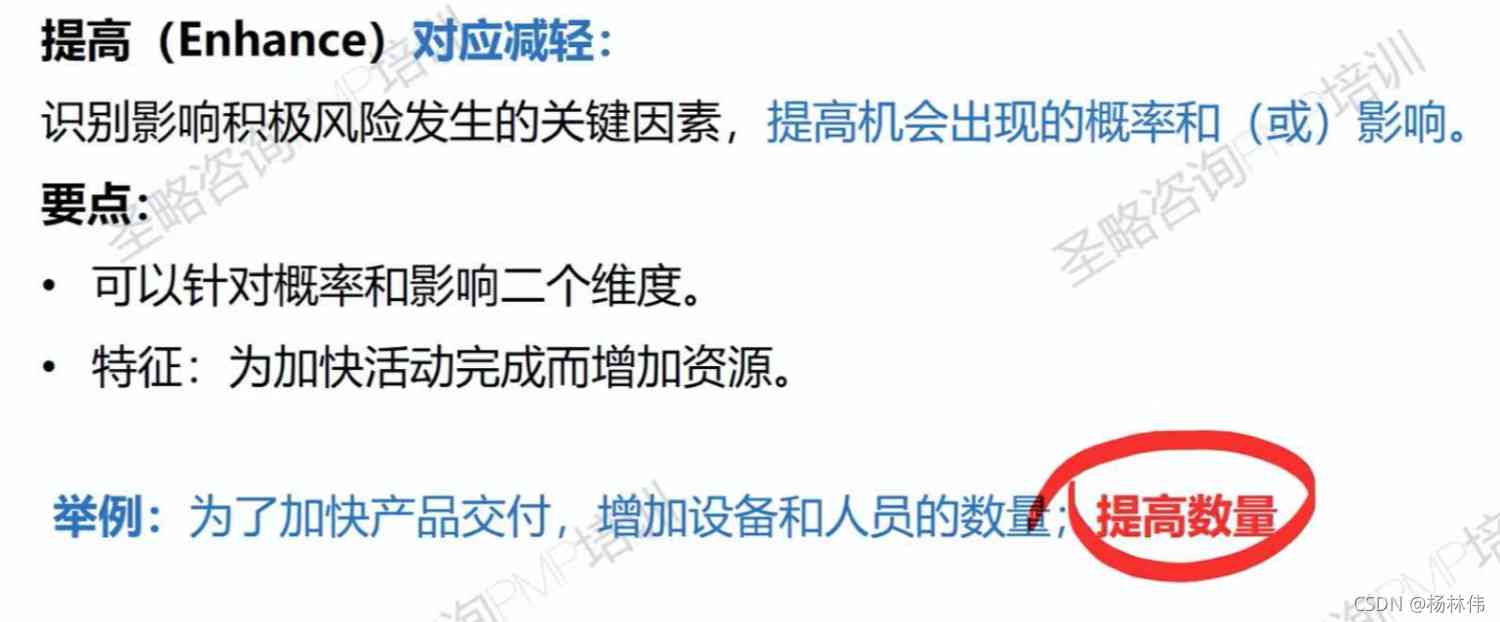 提高（Enhance）对应减轻：
识别影响积极风险发生的关键因素，提高机会出现的概率和（或）影响。
要点：
• 可以针对概率和影响二个维度。
• 特征：为加快活动完成而增加资源。
举例：为了加快产品交付，增加设备和人员的数量；提高数量
圣略咨询PMP培训
圣略咨询PMP培训
询PMP培训
询PMP培
CSDN @杨林伟